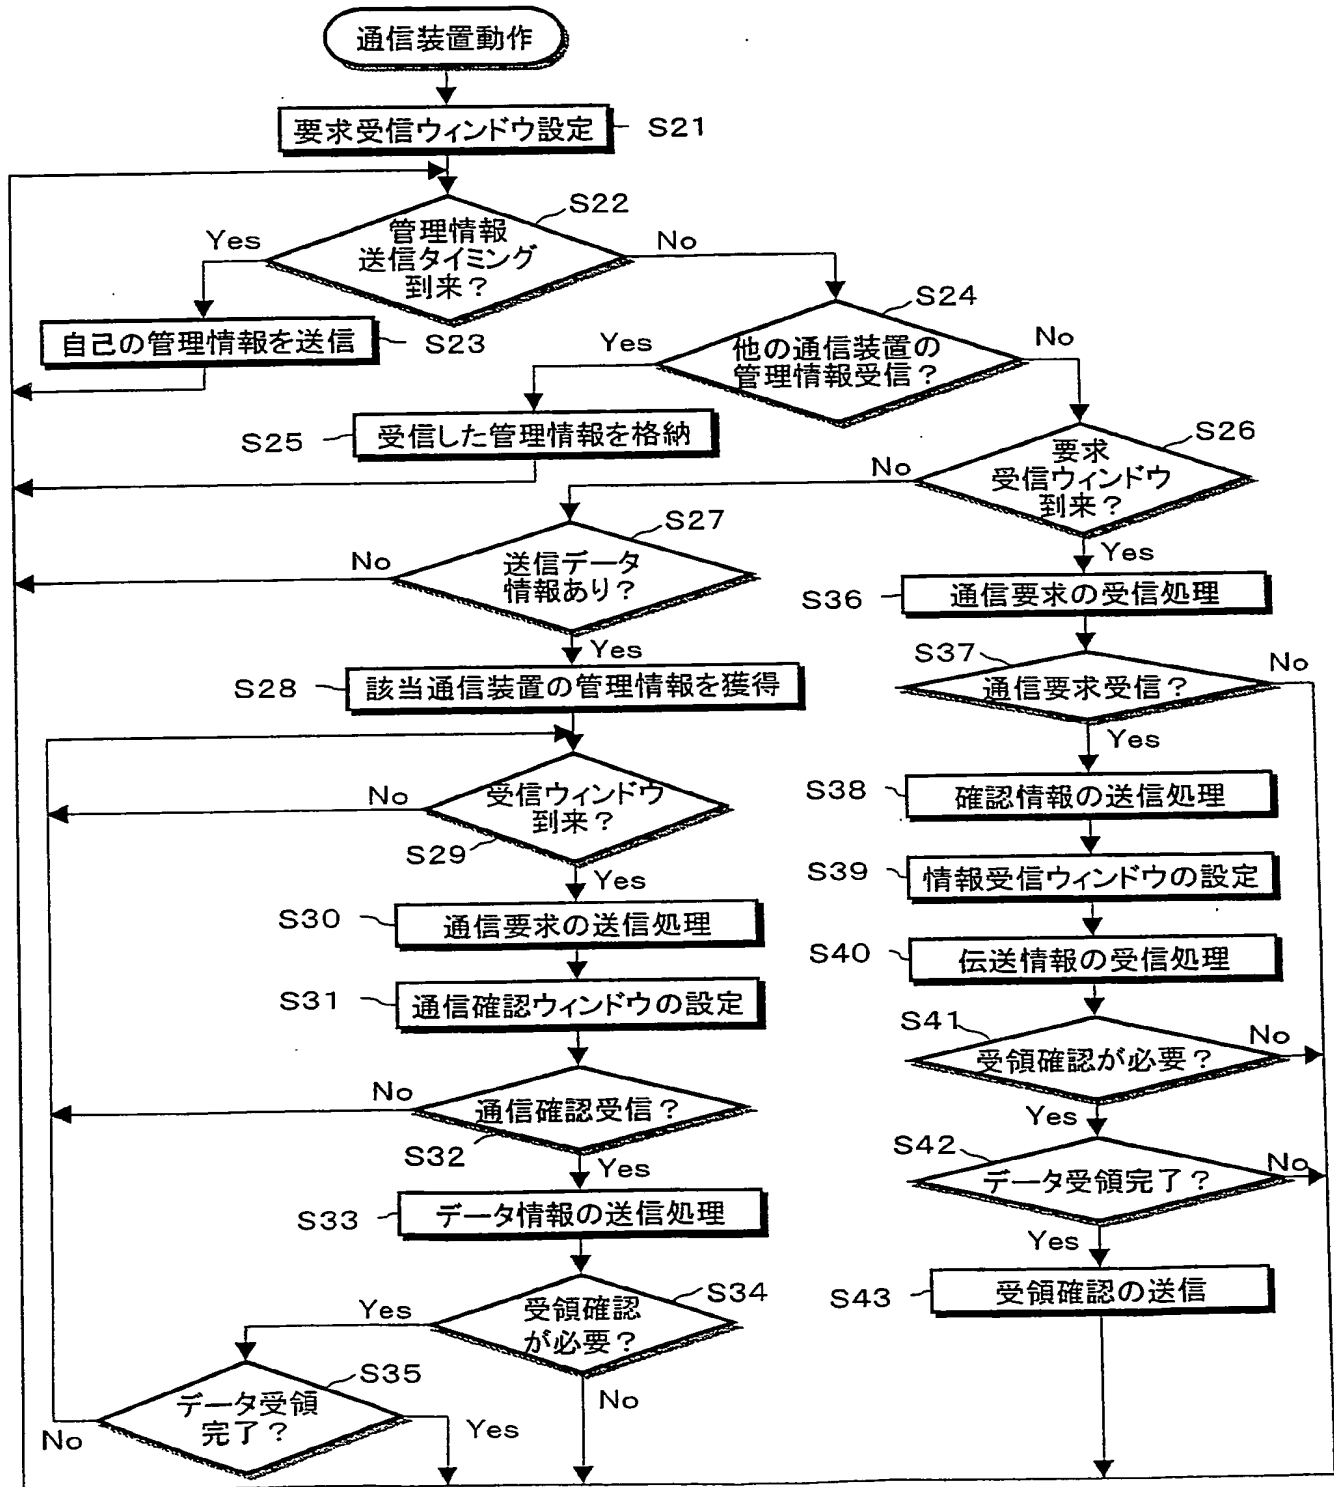 通信装置動作
要求受信ウィンドウ設定
S21
S22
管理情報
送信タイミング
到来？
Yes
No
自己の管理情報を送信
S23
S24
他の通信装置の
管理情報受信？
Yes
No
S25
受信した管理情報を格納
S26
要求
受信ウィンドウ
到来？
No
Yes
S27
送信データ
情報あり？
No
Yes
S28
該当通信装置の管理情報を獲得
受信ウィンドウ
到来？
No
S29
Yes
S30
通信要求の送信処理
S31
通信確認ウィンドウの設定
No
通信確認受信？
S32
Yes
S33
データ情報の送信処理
S34
受領確認
が必要？
Yes
No
S35
データ受領
完了？
No
Yes
S36
通信要求の受信処理
S37
通信要求受信？
No
Yes
S38
確認情報の送信処理
S39
情報受信ウィンドウの設定
S40
伝送情報の受信処理
S41
受領確認が必要？
No
Yes
S42
データ受領完了？
No
Yes
S43
受領確認の送信